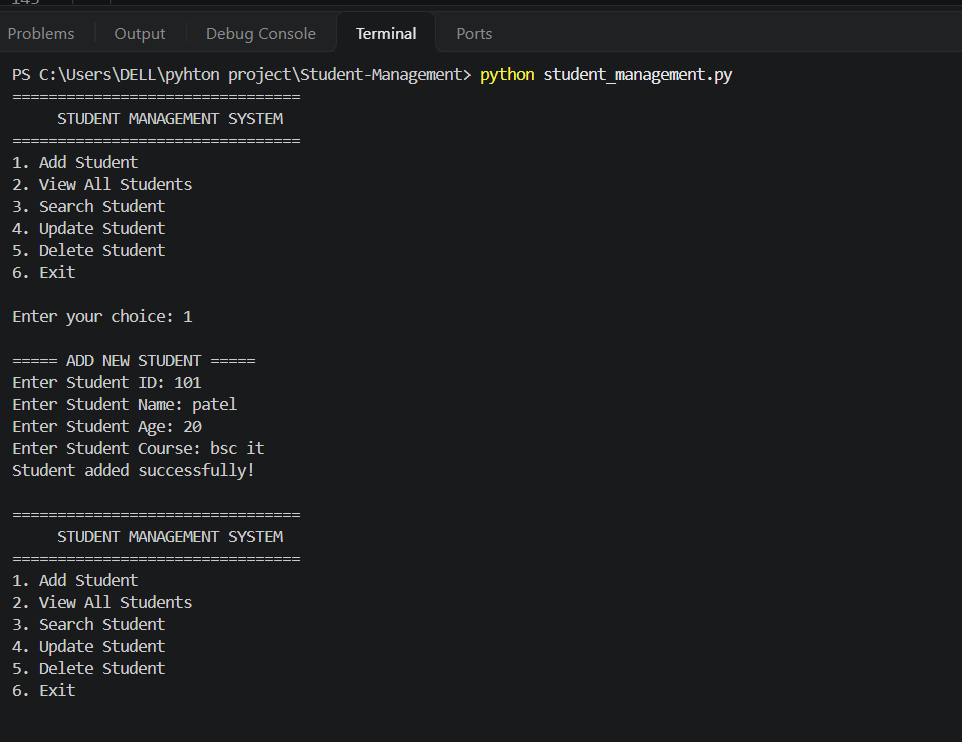 Problems Output Debug Console Terminal Ports
PS C:\Users\DELL\pyhton project\Student-Management> python student_management.py
================================
STUDENT MANAGEMENT SYSTEM
================================
1. Add Student
2. View All Students
3. Search Student
4. Update Student
5. Delete Student
6. Exit
Enter your choice: 1
===== ADD NEW STUDENT =====
Enter Student ID: 101
Enter Student Name: patel
Enter Student Age: 20
Enter Student Course: bsc it
Student added successfully!
================================
STUDENT MANAGEMENT SYSTEM
================================
1. Add Student
2. View All Students
3. Search Student
4. Update Student
5. Delete Student
6. Exit